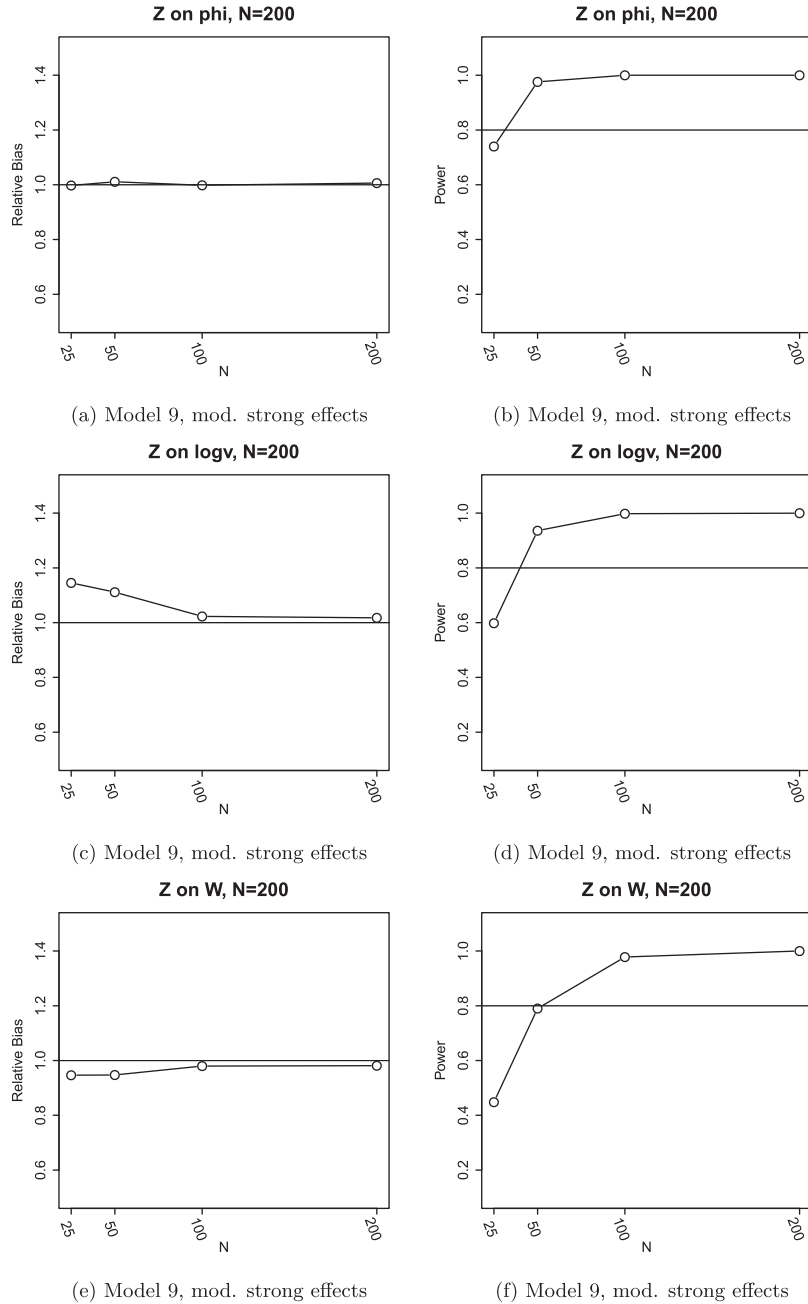 Z on phi, N=200
Relative Bias
1.4
1.2
1.0
0.8
0.6
25
50
100
200
N
(a) Model 9, mod. strong effects
Z on phi, N=200
Power
1.0
0.8
0.6
0.4
0.2
25
50
100
200
N
(b) Model 9, mod. strong effects
Z on logv, N=200
Relative Bias
1.4
1.2
1.0
0.8
0.6
25
50
100
200
N
(c) Model 9, mod. strong effects
Z on logv, N=200
Power
1.0
0.8
0.6
0.4
0.2
25
50
100
200
N
(d) Model 9, mod. strong effects
Z on W, N=200
Relative Bias
1.4
1.2
1.0
0.8
0.6
25
50
100
200
N
(e) Model 9, mod. strong effects
Z on W, N=200
Power
1.0
0.8
0.6
0.4
0.2
25
50
100
200
N
(f) Model 9, mod. strong effects